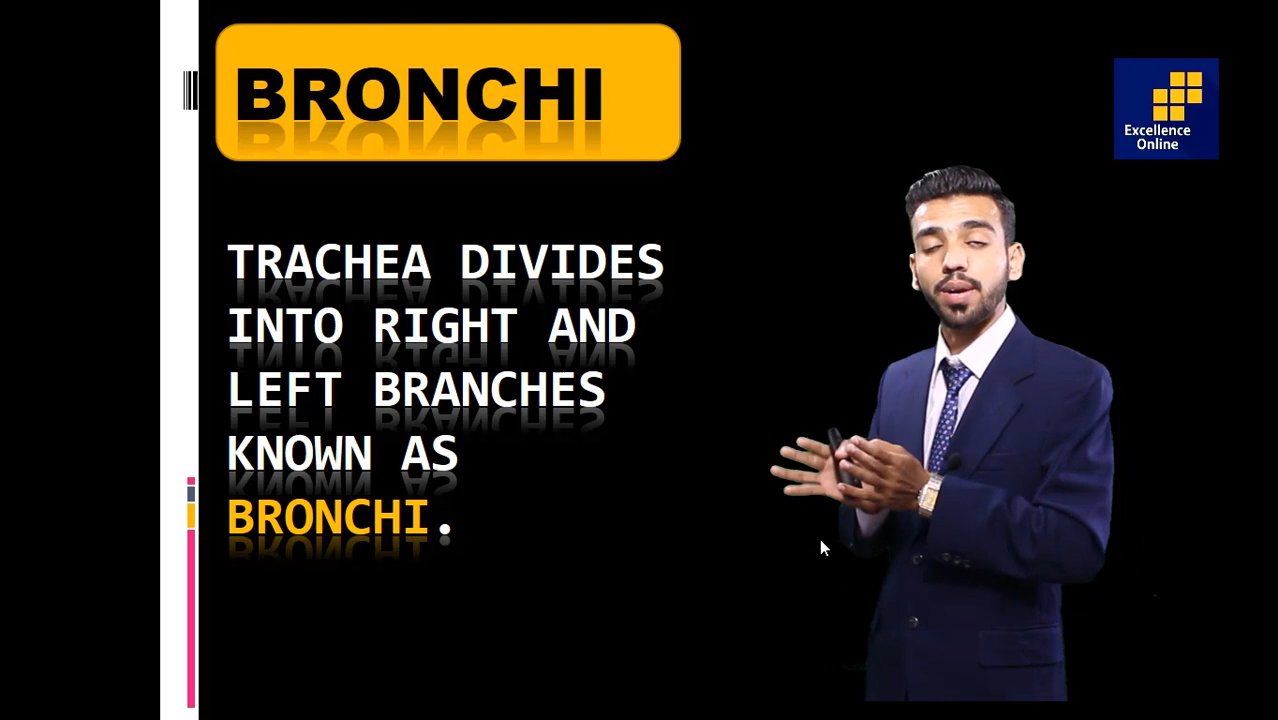 BRONCHI
Excellence
Online
TRACHEA DIVIDES
INTO RIGHT AND
LEFT BRANCHES
KNOWN AS
BRONCHI.